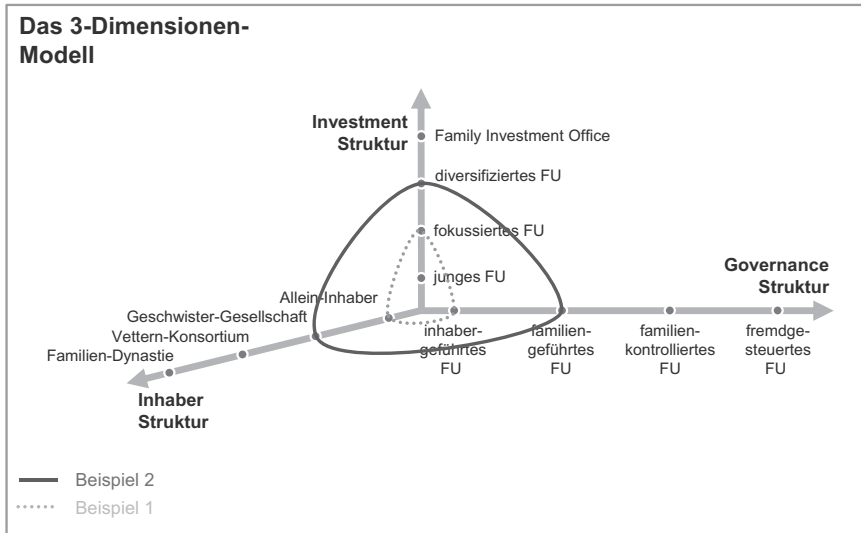 Das 3-Dimensionen-
Modell
Investment
Struktur
Family Investment Office
diversifiziertes FU
fokussiertes FU
junges FU
Governance
Struktur
Allein-Inhaber
Geschwister-Gesellschaft
Vettern-Konsortium
Familien-Dynastie
Inhaber
Struktur
inhaber-
geführtes
FU
familien-
geführtes
FU
familien-
kontrolliertes
FU
fremdge-
steuertes
FU
Beispiel 2
Beispiel 1